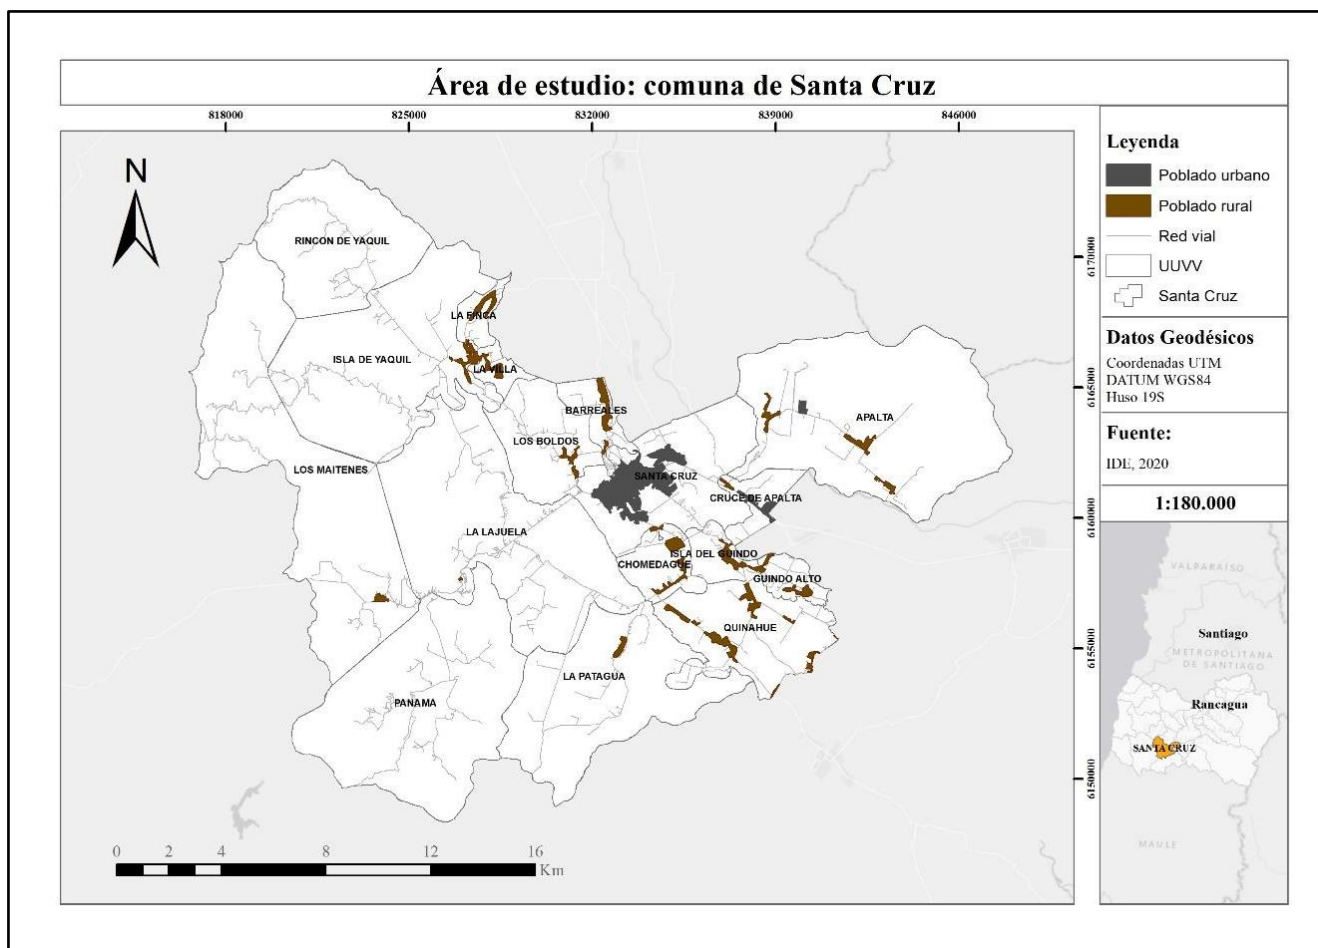 Área de estudio: comuna de Santa Cruz
818000 825000 832000 839000 846000
N
RINCON DE YAQUIL
LA FINCA
ISLA DE YAQUIL
LA VILLA
BARREALES
APALTA
LOS BOLDOS
LOS MAITENES
SANTA CRUZ
CRUCE DE APALTA
LA LAJUELA
ISLA DEL GUINDO
CHOMEDAGUE
GUINDO ALTO
QUINAHUE
LA PATAGUA
PANAMA
6170000
6165000
6160000
6155000
6150000
0 2 4 8 12 16
Km
Leyenda
Poblado urbano
Poblado rural
Red vial
UUVV
Santa Cruz
Datos Geodésicos
Coordenadas UTM
DATUM WGS84
Huso 19S
Fuente:
IDE, 2020
1:180.000
VALPARAÍSO
Santiago
METROPOLITANA
DE SANTIAGO
Rancagua
SANTA CRUZ
MAULE